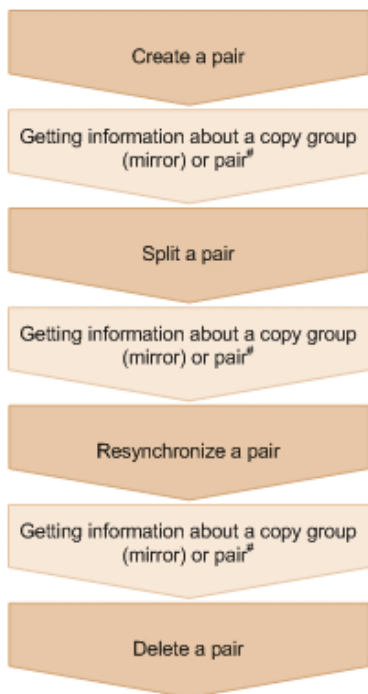 Create a pair
Getting information about a copy group
(mirror) or pair#
Split a pair
Getting information about a copy group
(mirror) or pair#
Resynchronize a pair
Getting information about a copy group
(mirror) or pair#
Delete a pair